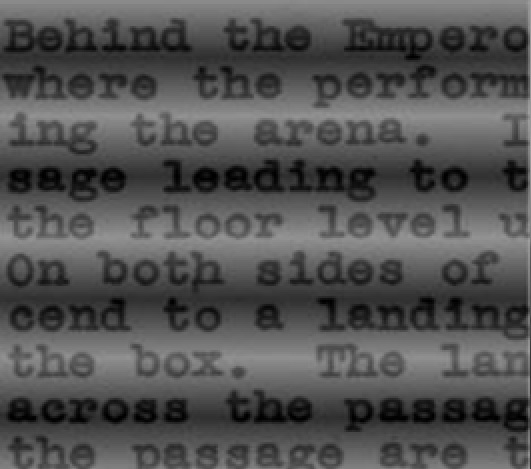 Behind the Empero
where the perform
ing the arena. I
sage leading to t
the floor level u
On both sides of
cend to a landing
the box. The lan
across the passag
the passage are t